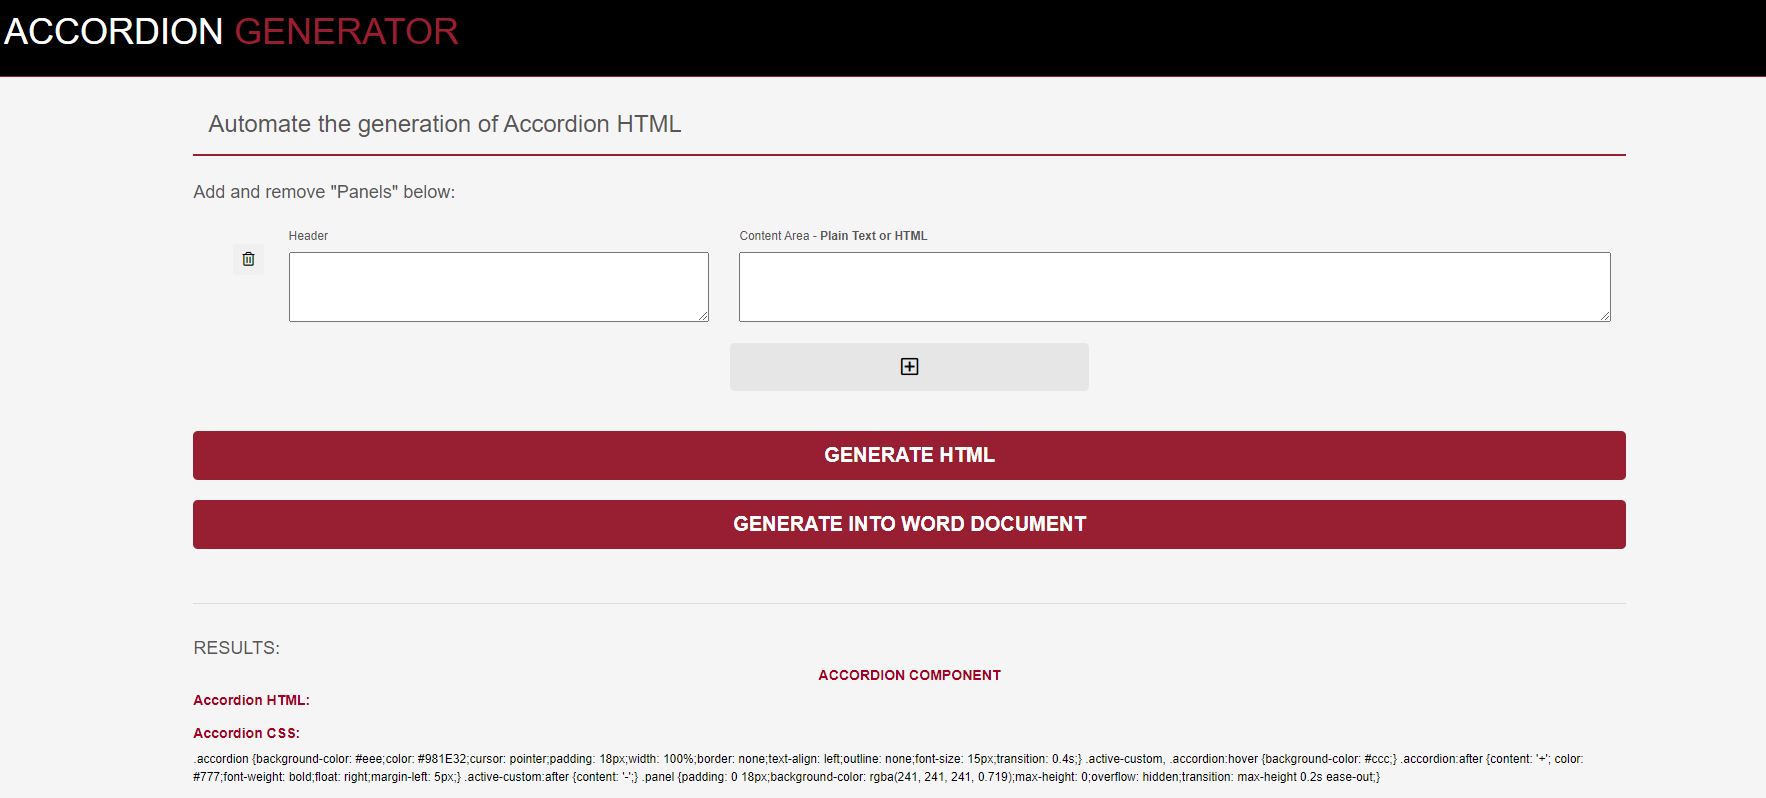 ACCORDION GENERATOR
Automate the generation of Accordion HTML
Add and remove "Panels" below:
Header
Content Area - Plain Text or HTML
GENERATE HTML
GENERATE INTO WORD DOCUMENT
RESULTS:
ACCORDION COMPONENT
Accordion HTML:
Accordion CSS:
.accordion {background-color: #eee;color: #981E32;cursor: pointer;padding: 18px;width: 100%;border: none;text-align: left;outline: none;font-size: 15px;transition: 0.4s;} .active-custom, .accordion:hover {background-color: #ccc;} .accordion:after {content: '+'; color:
#777;font-weight: bold;float: right;margin-left: 5px;} .active-custom:after {content: '-';} .panel {padding: 0 18px;background-color: rgba(241, 241, 241, 0.719);max-height: 0;overflow: hidden;transition: max-height 0.2s ease-out;}